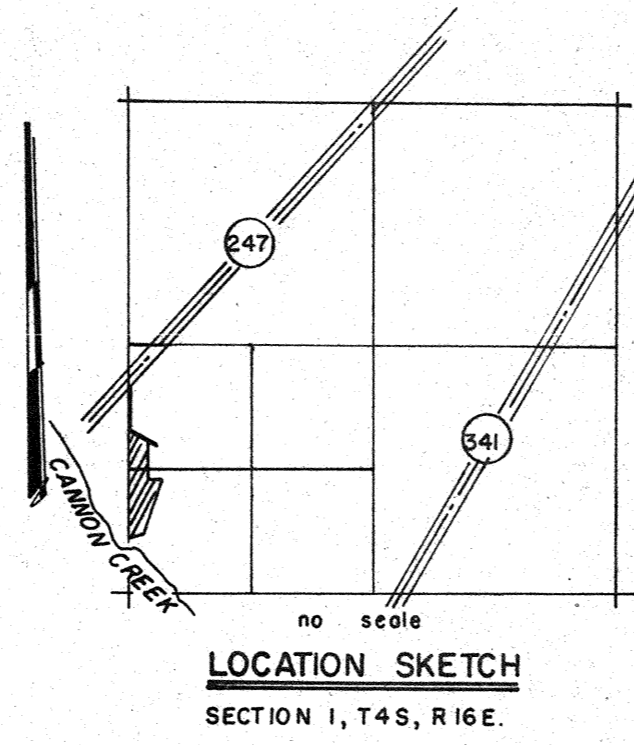 247
341
CANNON CREEK
no scale
LOCATION SKETCH
SECTION 1, T4S, R16E.